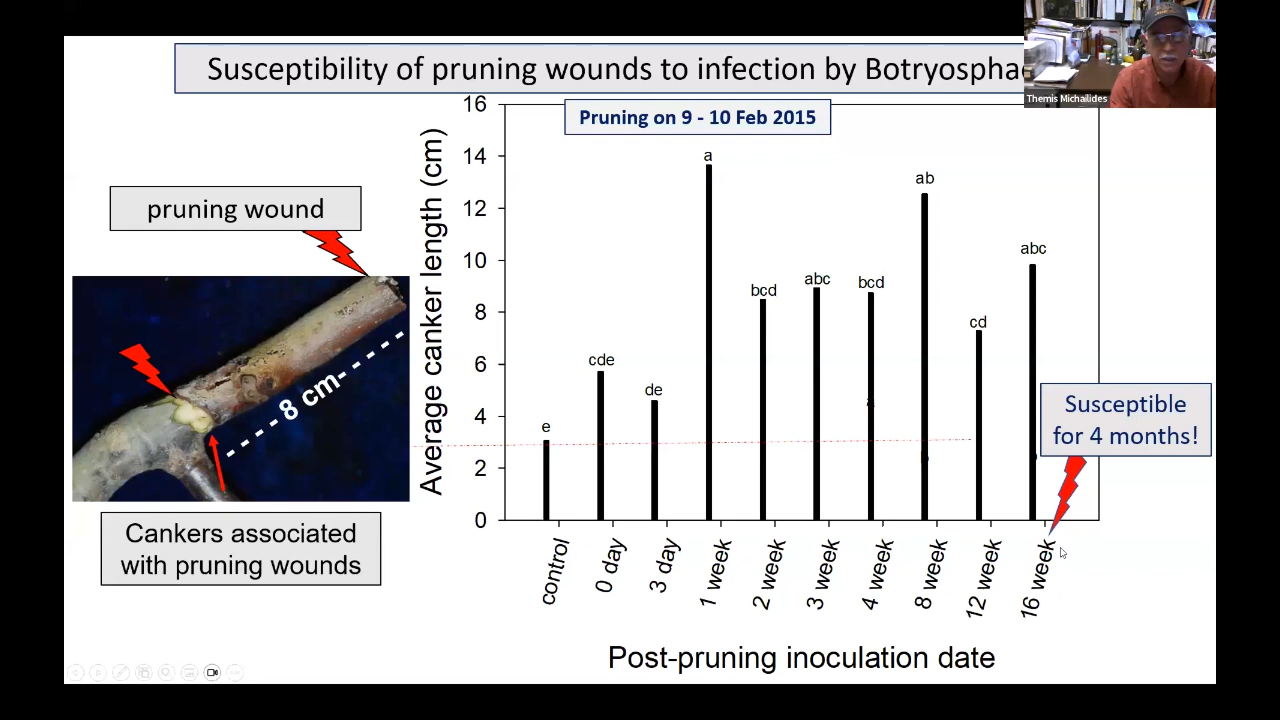 Susceptibility of pruning wounds to infection by Botryospha
Themis Michailides
Pruning on 9 - 10 Feb 2015
pruning wound
8 cm
Cankers associated
with pruning wounds
Average canker length (cm)
16
14
12
10
8
6
4
2
0
e
cde
de
a
bcd
abc
bcd
ab
cd
abc
Susceptible
for 4 months!
control
0 day
3 day
1 week
2 week
3 week
4 week
8 week
12 week
16 week
Post-pruning inoculation date